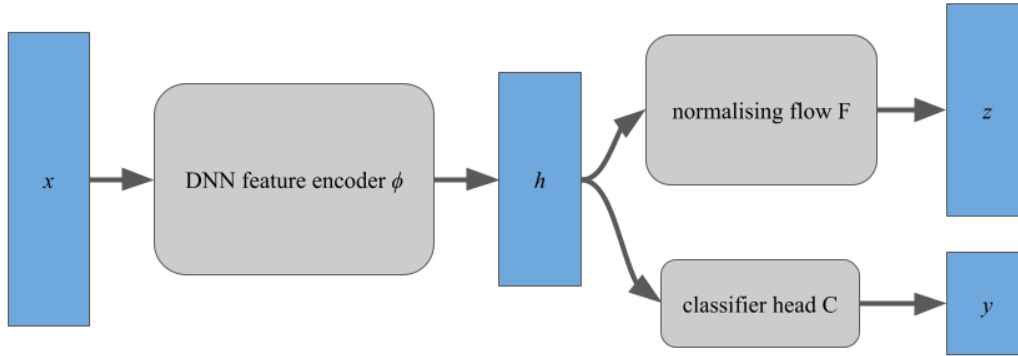 x
DNN feature encoder ϕ
h
normalising flow F
z
classifier head C
y